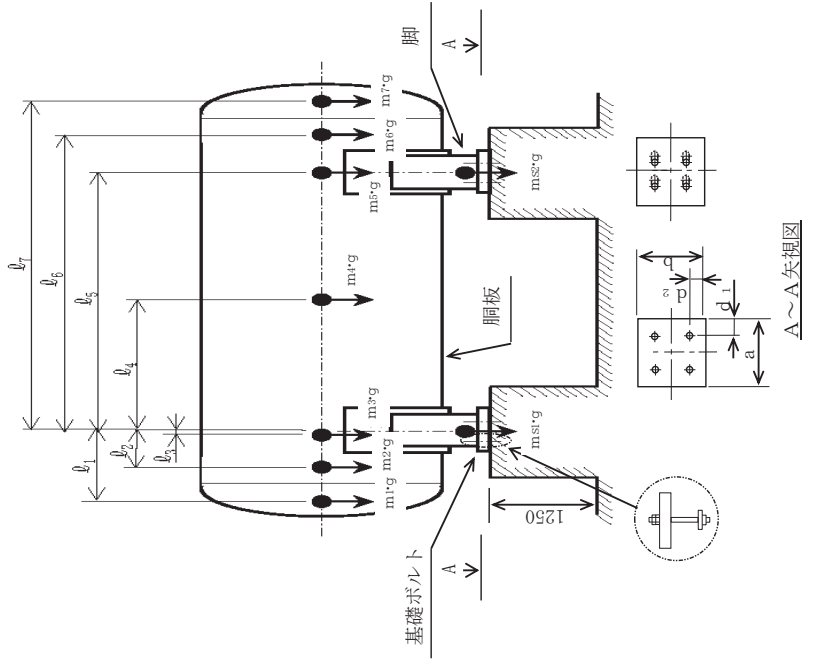 ℓ7
ℓ6
ℓ5
ℓ4
ℓ1
ℓ2
ℓ3
m1・g
m2・g
m3・g
m4・g
m5・g
m6・g
m7・g
脚
A
胴板
ms1・g
ms2・g
基礎ボルト
A
1250
b
d2
d1
a
A~A矢視図